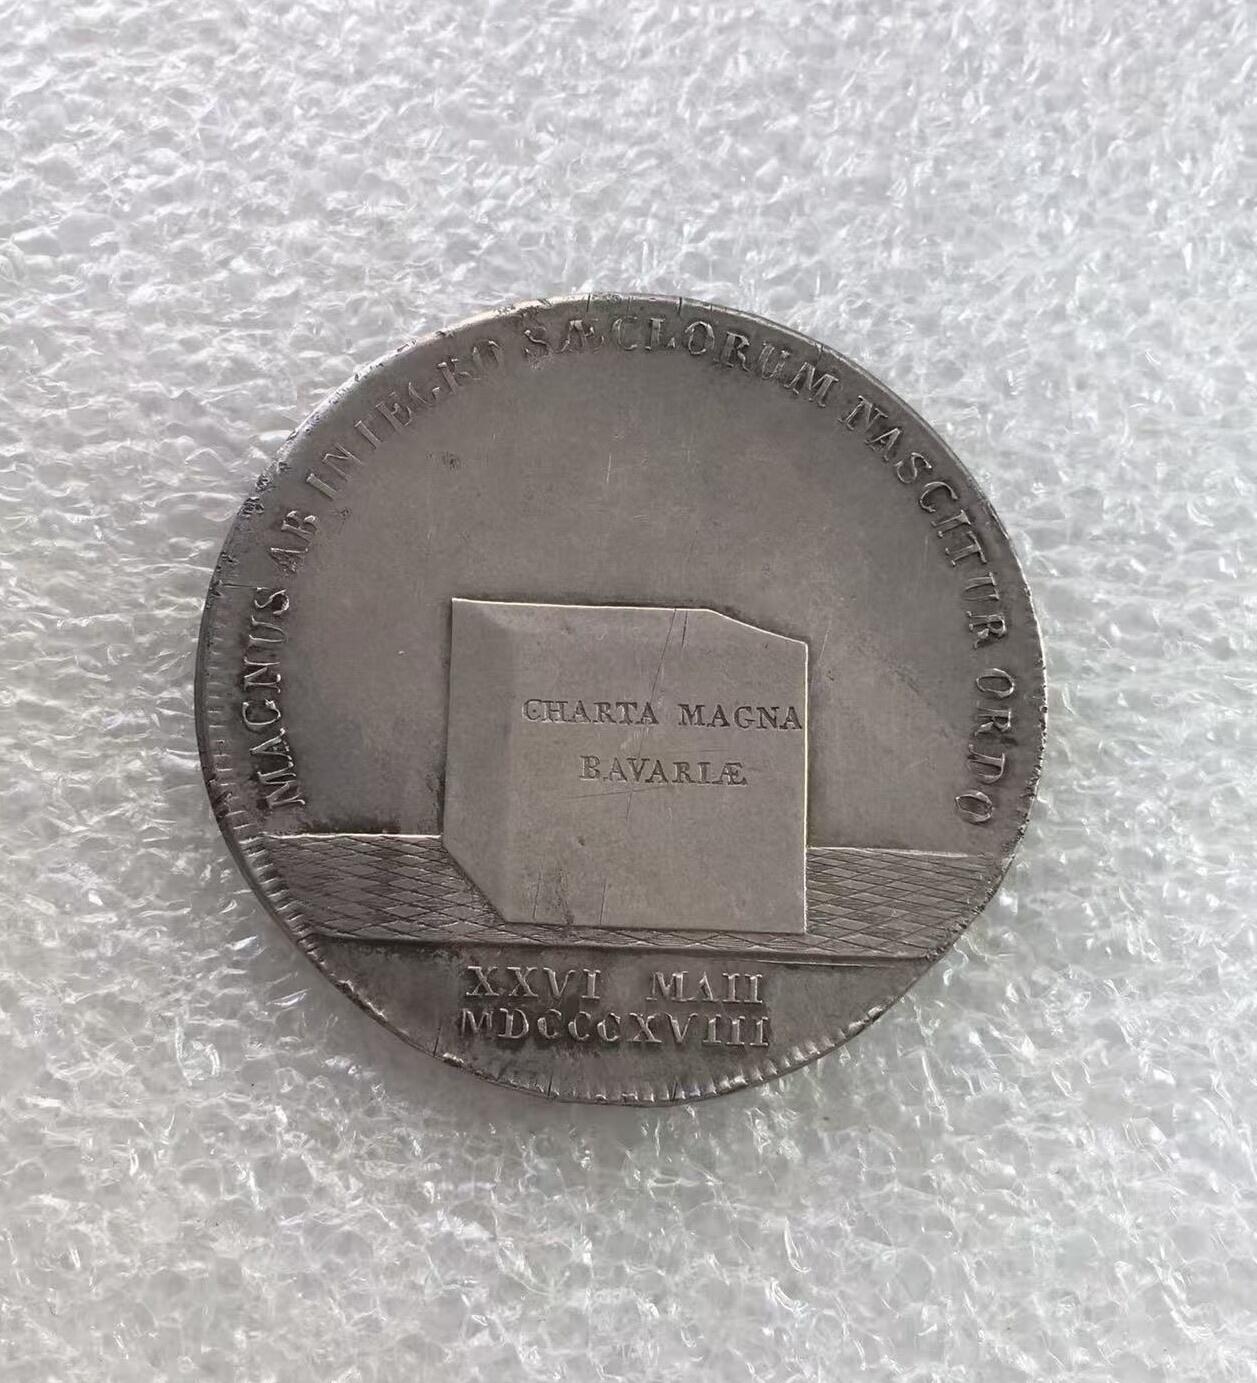 MAGNUS AB INTEGRO SÆCLORUM NASCITUR ORDO
CHARTA MAGNA
BAVARIÆ
XXVI MAII
MDCCCXVIII